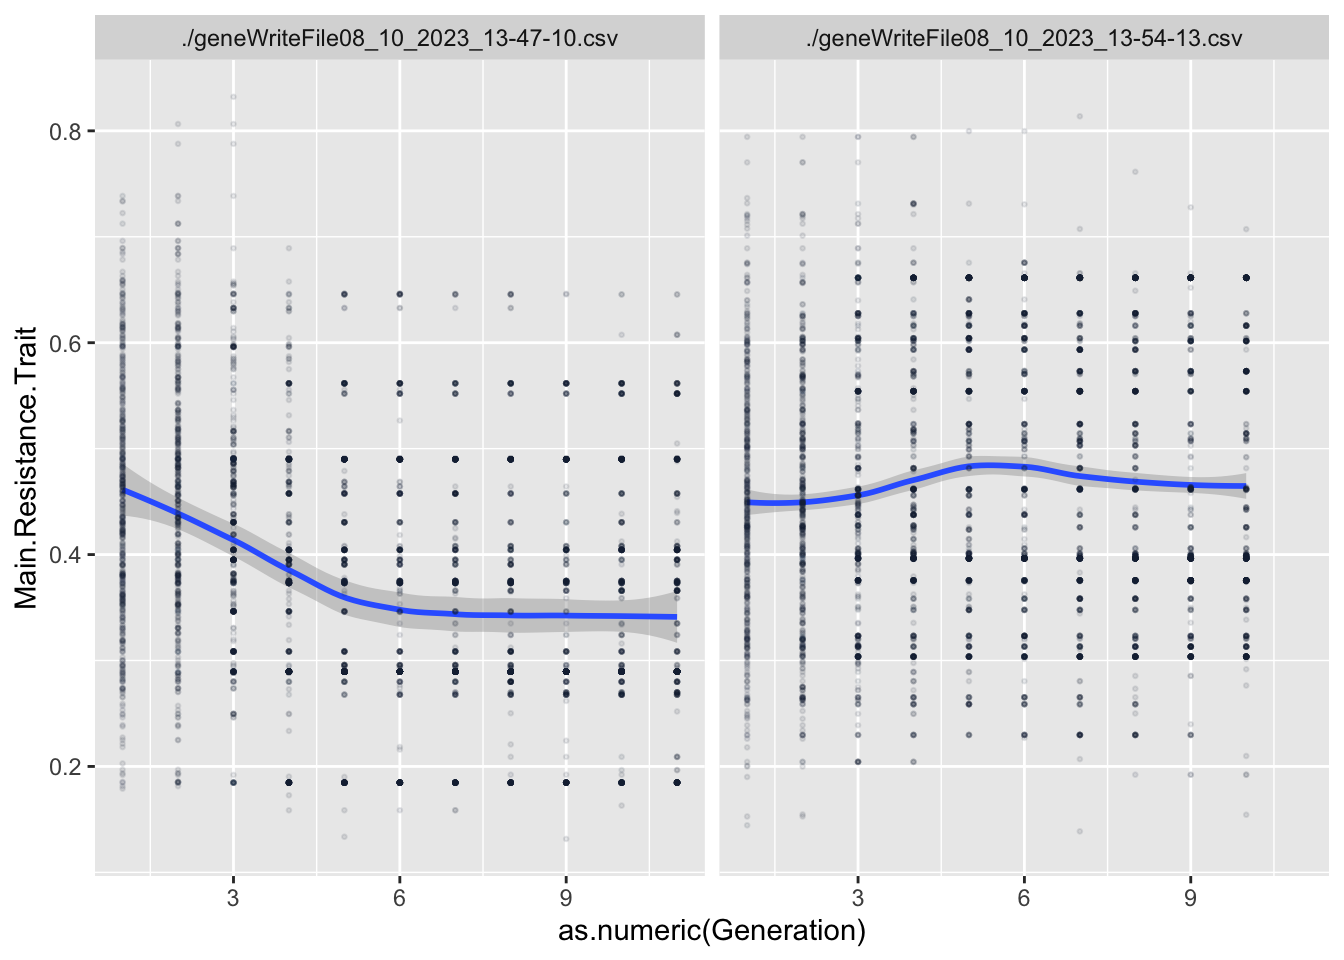 ./geneWriteFile08_10_2023_13-47-10.csv
./geneWriteFile08_10_2023_13-54-13.csv
Main.Resistance.Trait
0.8
0.6
0.4
0.2
3 6 9
3 6 9
as.numeric(Generation)